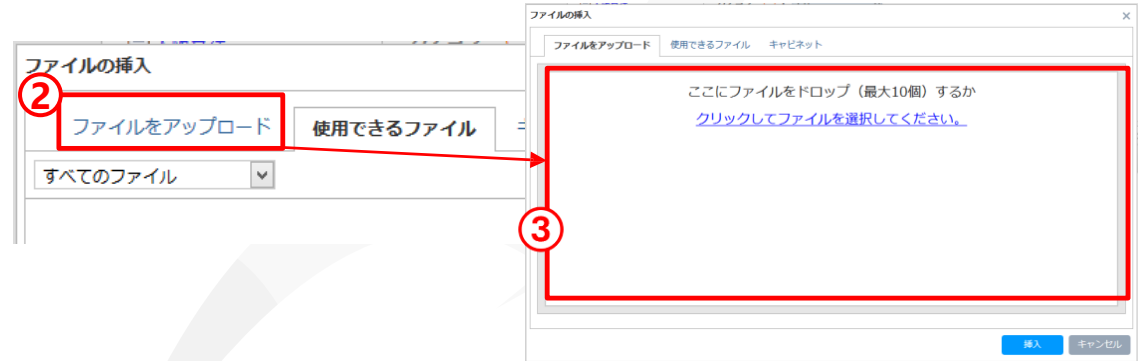 ファイルの挿入
②
ファイルをアップロード 使用できるファイル
すべてのファイル
ファイルの挿入 ×
ファイルをアップロード 使用できるファイル キャビネット
ここにファイルをドロップ（最大10個）するか
クリックしてファイルを選択してください。
③
挿入 キャンセル